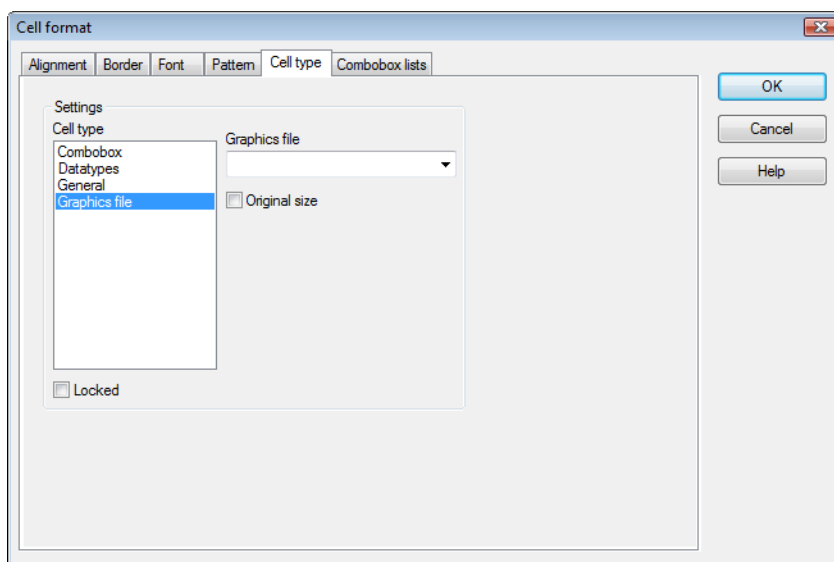 Cell format
Alignment Border Font Pattern Cell type Combobox lists
Settings
Cell type
Combobox
Datatypes
General
Graphics file
Graphics file
Original size
Locked
OK
Cancel
Help